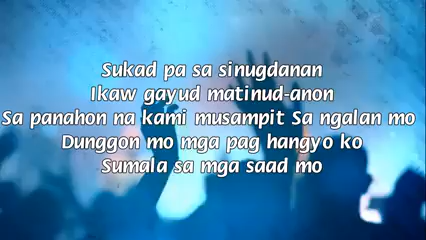 Sukad pa sa sinugdanan
Ikaw gayud matinud-anon
Sa panahon na kami musampit Sa ngalan mo
Dunggon mo mga pag hangyo ko
Sumala sa mga saad mo